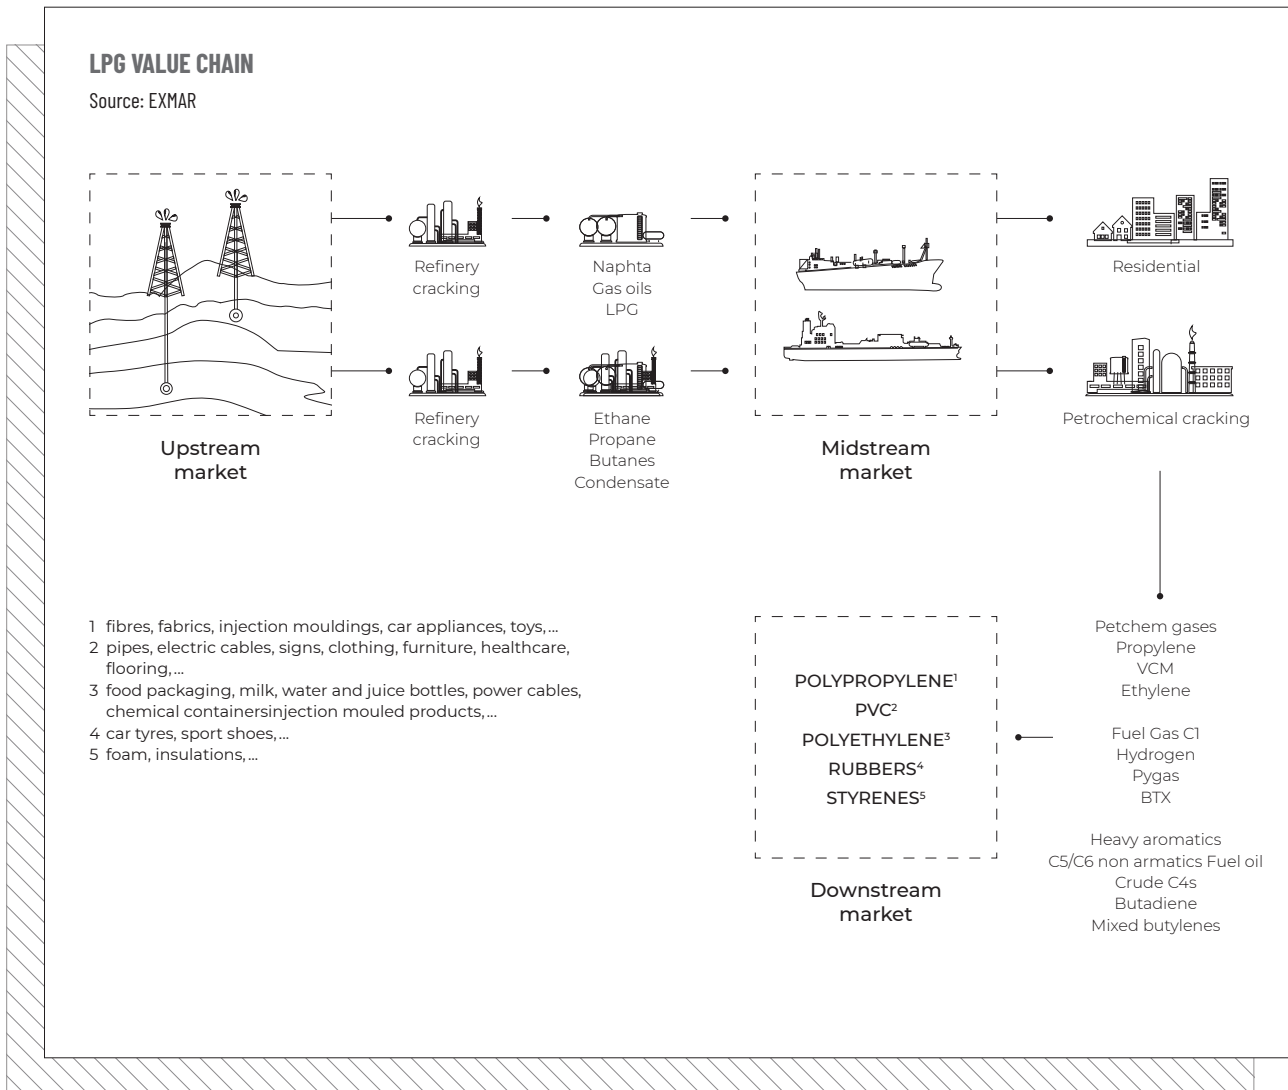 LPG VALUE CHAIN
Source: EXMAR
Refinery
cracking
Naphta
Gas oils
LPG
Residential
Refinery
cracking
Ethane
Propane
Butanes
Condensate
Petrochemical cracking
Upstream
market
Midstream
market
1 fibres, fabrics, injection mouldings, car appliances, toys,...
2 pipes, electric cables, signs, clothing, furniture, healthcare,
flooring,...
3 food packaging, milk, water and juice bottles, power cables,
chemical containersinjection mouled products,...
4 car tyres, sport shoes,...
5 foam, insulations,...
POLYPROPYLENE¹
PVC²
POLYETHYLENE³
RUBBERS⁴
STYRENES⁵
Downstream
market
Petchem gases
Propylene
VCM
Ethylene
Fuel Gas C1
Hydrogen
Pygas
BTX
Heavy aromatics
C5/C6 non armatics Fuel oil
Crude C4s
Butadiene
Mixed butylenes